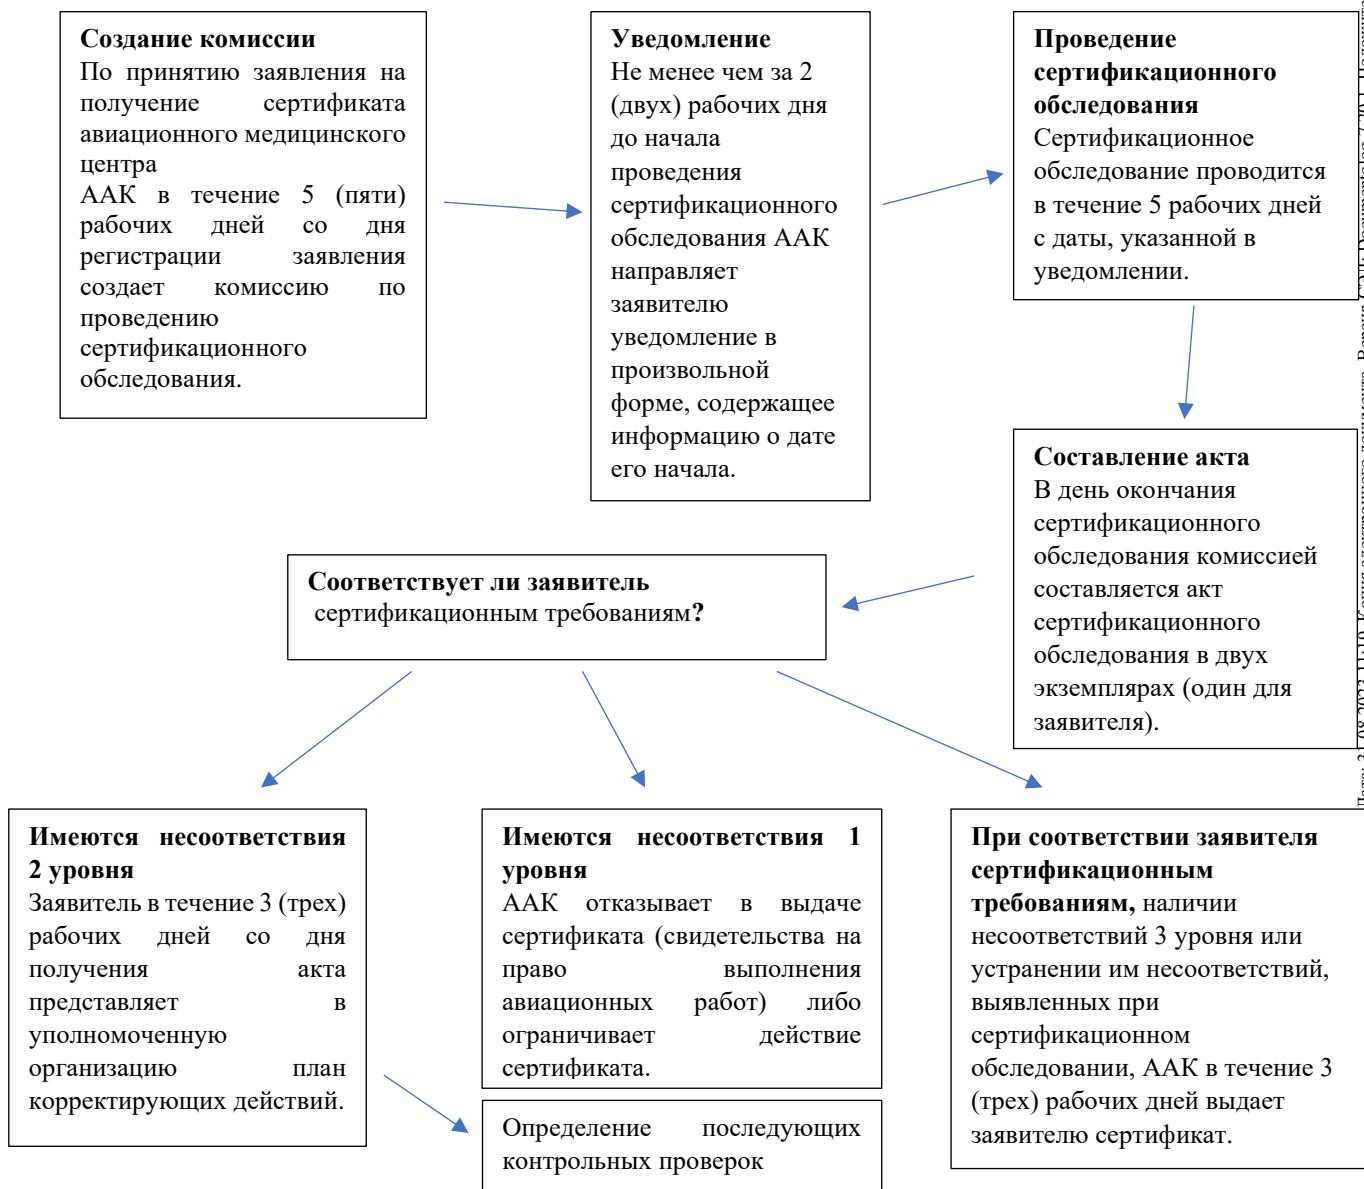 Создание комиссии
По принятию заявления на
получение сертификата
авиационного медицинского
центра
ААК в течение 5 (пяти)
рабочих дней со дня
регистрации заявления
создает комиссию по
проведению
сертификационного
обследования.
Уведомление
Не менее чем за 2
(двух) рабочих дня
до начала
проведения
сертификационного
обследования ААК
направляет
заявителю
уведомление в
произвольной
форме, содержащее
информацию о дате
его начала.
Проведение
сертификационного
обследования
Сертификационное
обследование проводится
в течение 5 рабочих дней
с даты, указанной в
уведомлении.
Составление акта
В день окончания
сертификационного
обследования комиссией
составляется акт
сертификационного
обследования в двух
экземплярах (один для
заявителя).
Соответствует ли заявитель
сертификационным требованиям?
Имеются несоответствия
2 уровня
Заявитель в течение 3 (трех)
рабочих дней со дня
получения акта
представляет в
уполномоченную
организацию план
корректирующих действий.
Имеются несоответствия 1
уровня
ААК отказывает в выдаче
сертификата (свидетельства на
право выполнения
авиационных работ) либо
ограничивает действие
сертификата.
Определение последующих
контрольных проверок
При соответствии заявителя
сертификационным
требованиям, наличии
несоответствий 3 уровня или
устранении им несоответствий,
выявленных при
сертификационном
обследовании, ААК в течение 3
(трех) рабочих дней выдает
заявителю сертификат.